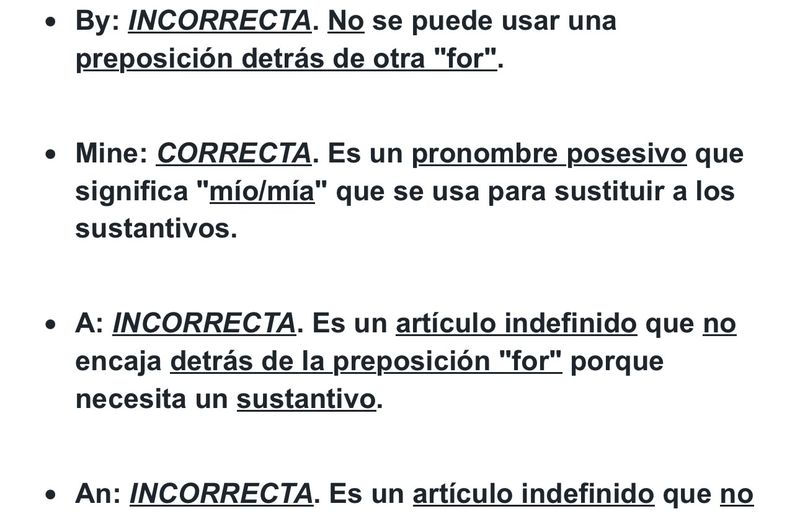 • By: INCORRECTA. No se puede usar una
preposición detrás de otra "for".
• Mine: CORRECTA. Es un pronombre posesivo que
significa "mío/mía" que se usa para sustituir a los
sustantivos.
• A: INCORRECTA. Es un artículo indefinido que no
encaja detrás de la preposición "for" porque
necesita un sustantivo.
• An: INCORRECTA. Es un artículo indefinido que no